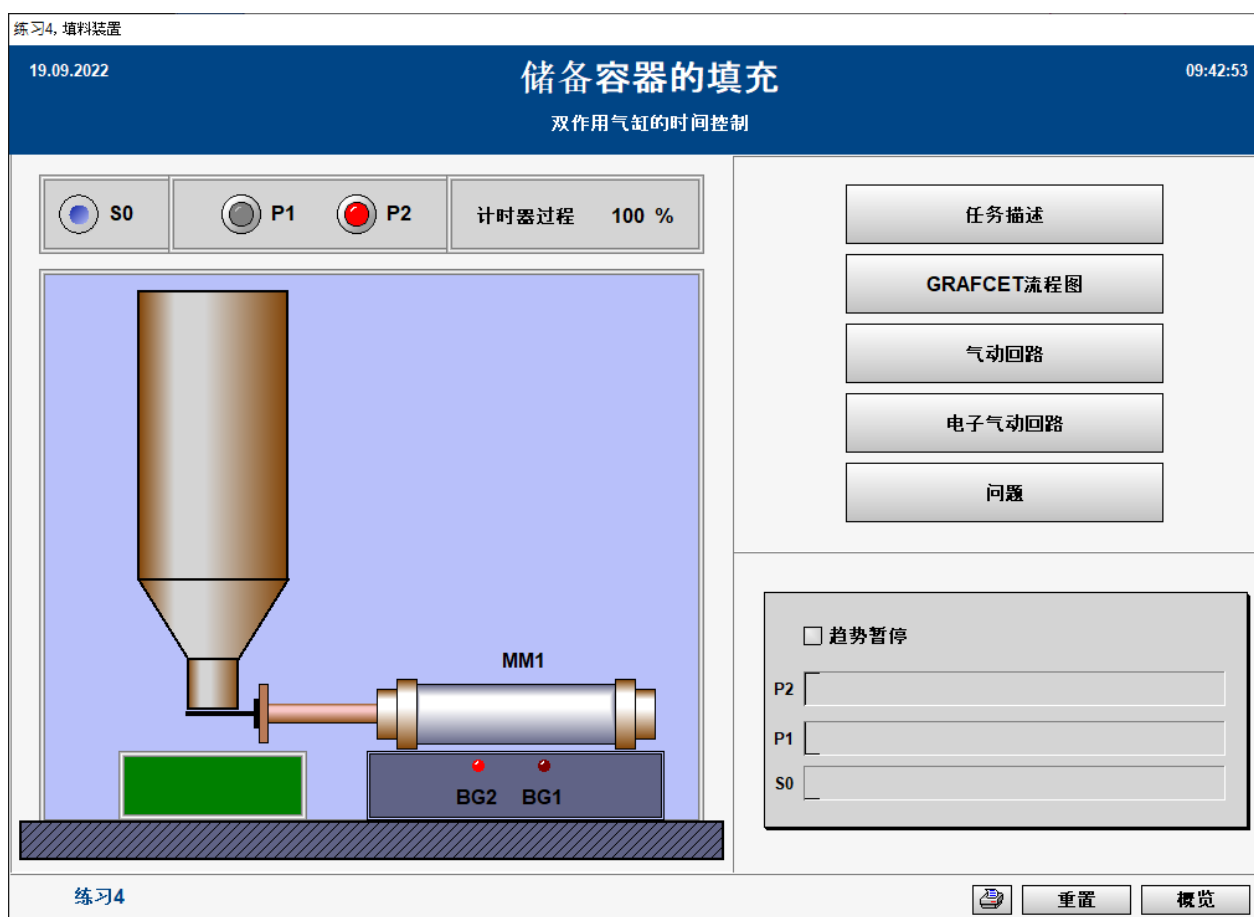 练习4, 填料装置
19.09.2022
储备容器的填充
09:42:53
双作用气缸的时间控制
S0
P1
P2
计时器过程 100 %
任务描述
GRAFCET流程图
气动回路
电子气动回路
问题
MM1
BG2 BG1
趋势暂停
P2
P1
S0
练习4
重置
概览